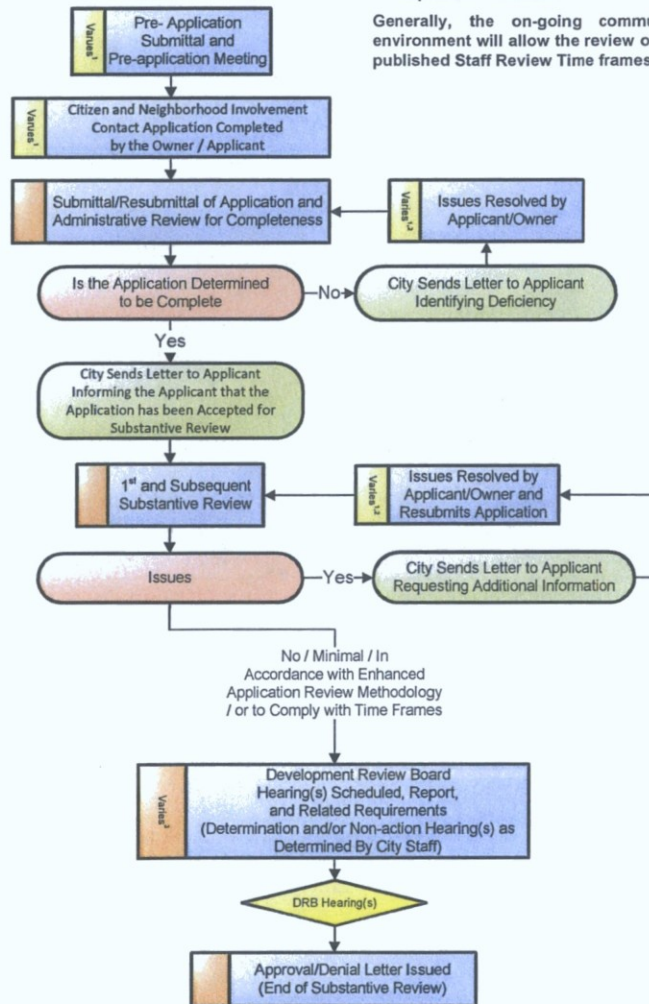 Generally, the on-going commu
environment will allow the review o
published Staff Review Time frames
Pre- Application
Submittal and
Pre-application Meeting
Varues¹
Citizen and Neighborhood Involvement
Contact Application Completed
by the Owner / Applicant
Varues¹
Submittal/Resubmittal of Application and
Administrative Review for Completeness
Issues Resolved by
Applicant/Owner
Is the Application Determined
to be Complete
No
City Sends Letter to Applicant
Identifying Deficiency
Yes
City Sends Letter to Applicant
Informing the Applicant that the
Application has been Accepted for
Substantive Review
1st and Subsequent
Substantive Review
Issues Resolved by
Applicant/Owner and
Resubmits Application
Issues
Yes
City Sends Letter to Applicant
Requesting Additional Information
No / Minimal / In
Accordance with Enhanced
Application Review Methodology
/ or to Comply with Time Frames
Development Review Board
Hearing(s) Scheduled, Report,
and Related Requirements
(Determination and/or Non-action Hearing(s) as
Determined By City Staff)
DRB Hearing(s)
Approval/Denial Letter Issued
(End of Substantive Review)